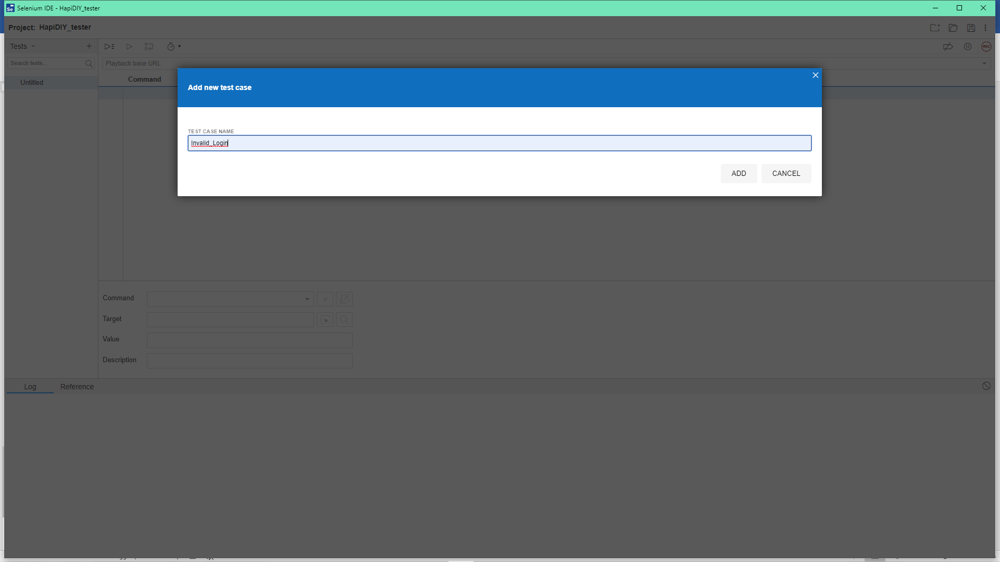 Selenium IDE - HapiDIY_tester
Project: HapiDIY_tester
Tests
Search tests...
Playback base URL
Untitled
Command
Add new test case
TEST CASE NAME
Invalid_Login
ADD
CANCEL
Command
//
Target
Value
Description
Log
Reference
REC